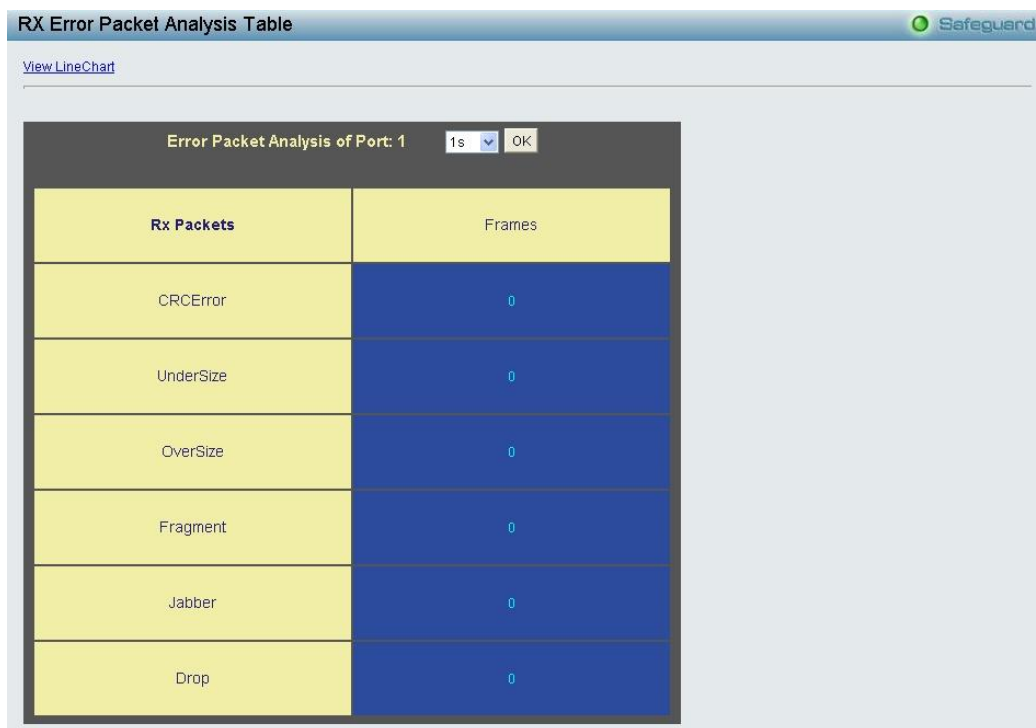 RX Error Packet Analysis Table
Safeguard
View LineChart
Error Packet Analysis of Port: 1 1s OK
Rx Packets Frames
CRCError 0
UnderSize 0
OverSize 0
Fragment 0
Jabber 0
Drop 0